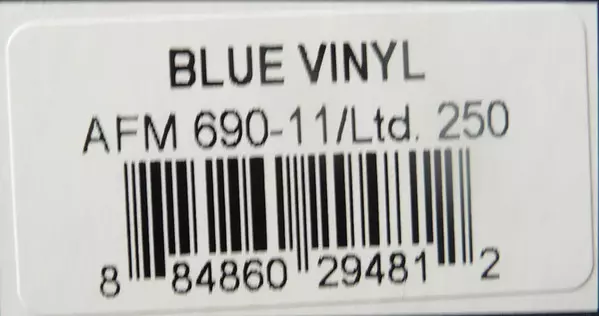 BLUE VINYL
AFM 690-11/Ltd. 250
8 84860 29481 2